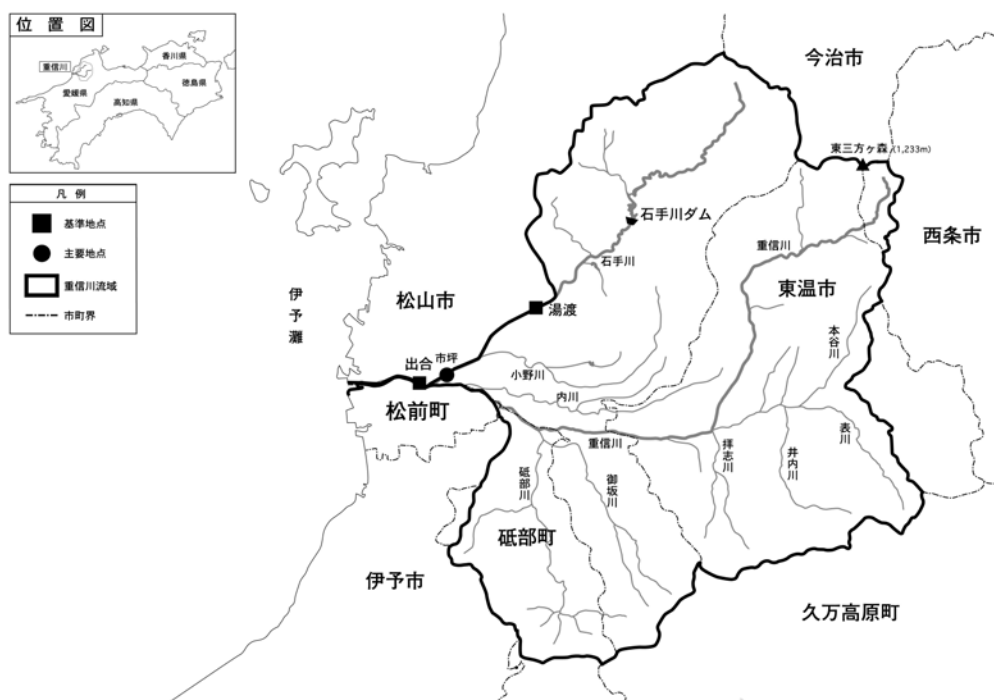 位置図
重信川
香川県
徳島県
愛媛県
高知県
凡例
基準地点
主要地点
重信川流域
市町界
今治市
東三方ヶ森(1,233m)
石手川ダム
西条市
重信川
石手川
東温市
伊予灘
松山市
湯渡
本谷川
出合
市坪
小野川
内川
松前町
重信川
表川
拝志川
井内川
砥部川
御坂川
砥部町
伊予市
久万高原町